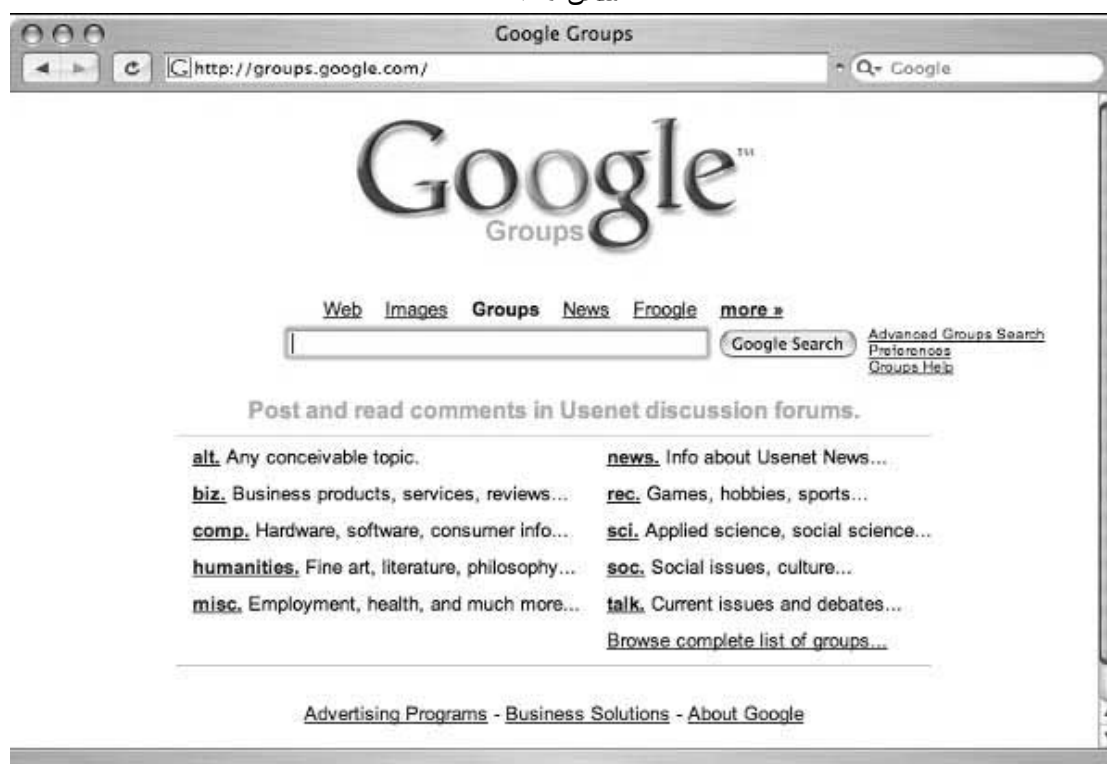 Google Groups
http://groups.google.com/
Google
Google™
Groups
Web Images Groups News Froogle more »
Google Search
Advanced Groups Search
Preferences
Groups Help
Post and read comments in Usenet discussion forums.
alt. Any conceivable topic.
news. Info about Usenet News...
biz. Business products, services, reviews...
rec. Games, hobbies, sports...
comp. Hardware, software, consumer info...
sci. Applied science, social science...
humanities. Fine art, literature, philosophy...
soc. Social issues, culture...
misc. Employment, health, and much more...
talk. Current issues and debates...
Browse complete list of groups...
Advertising Programs - Business Solutions - About Google